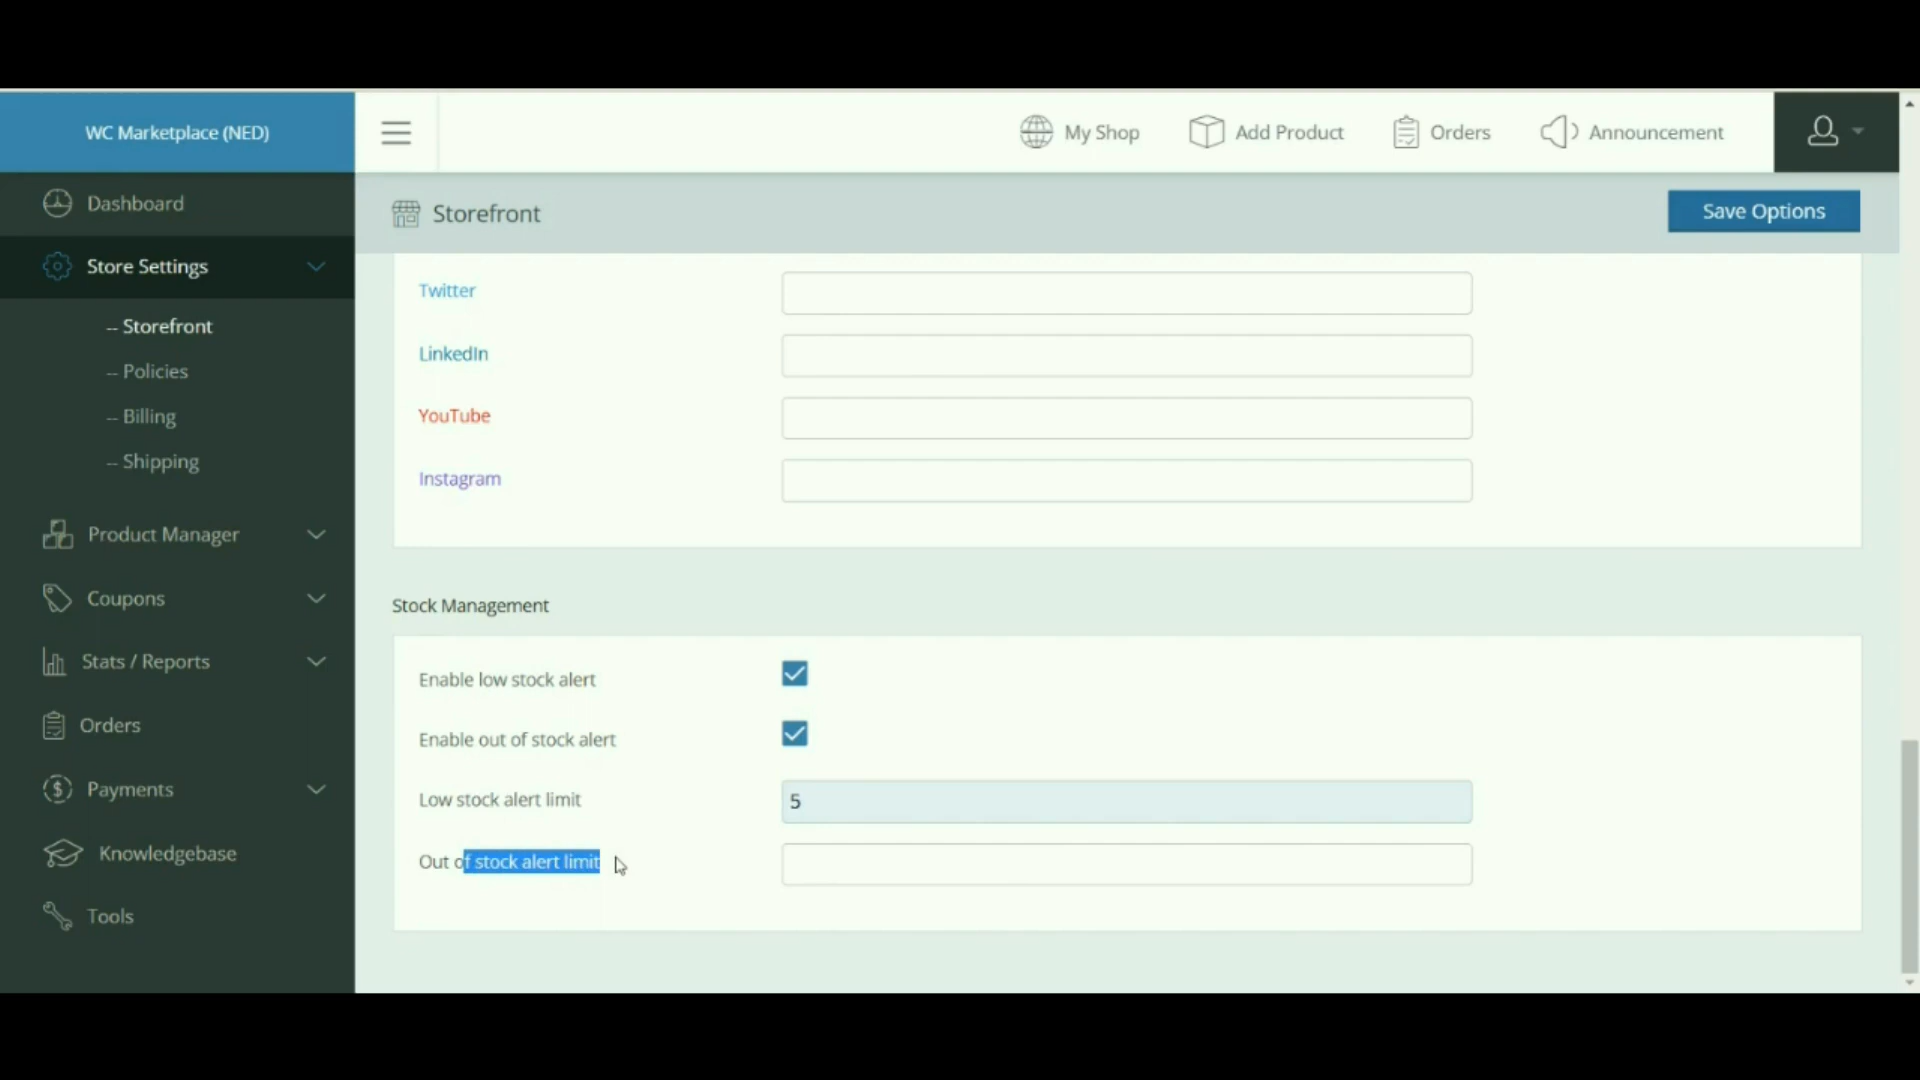 WC Marketplace (NED)
My Shop
Add Product
Orders
Announcement
Dashboard
Store Settings
-- Storefront
-- Policies
-- Billing
-- Shipping
Product Manager
Coupons
Stats / Reports
Orders
Payments
Knowledgebase
Tools
Storefront
Save Options
Twitter
LinkedIn
YouTube
Instagram
Stock Management
Enable low stock alert
Enable out of stock alert
Low stock alert limit
5
Out of stock alert limit